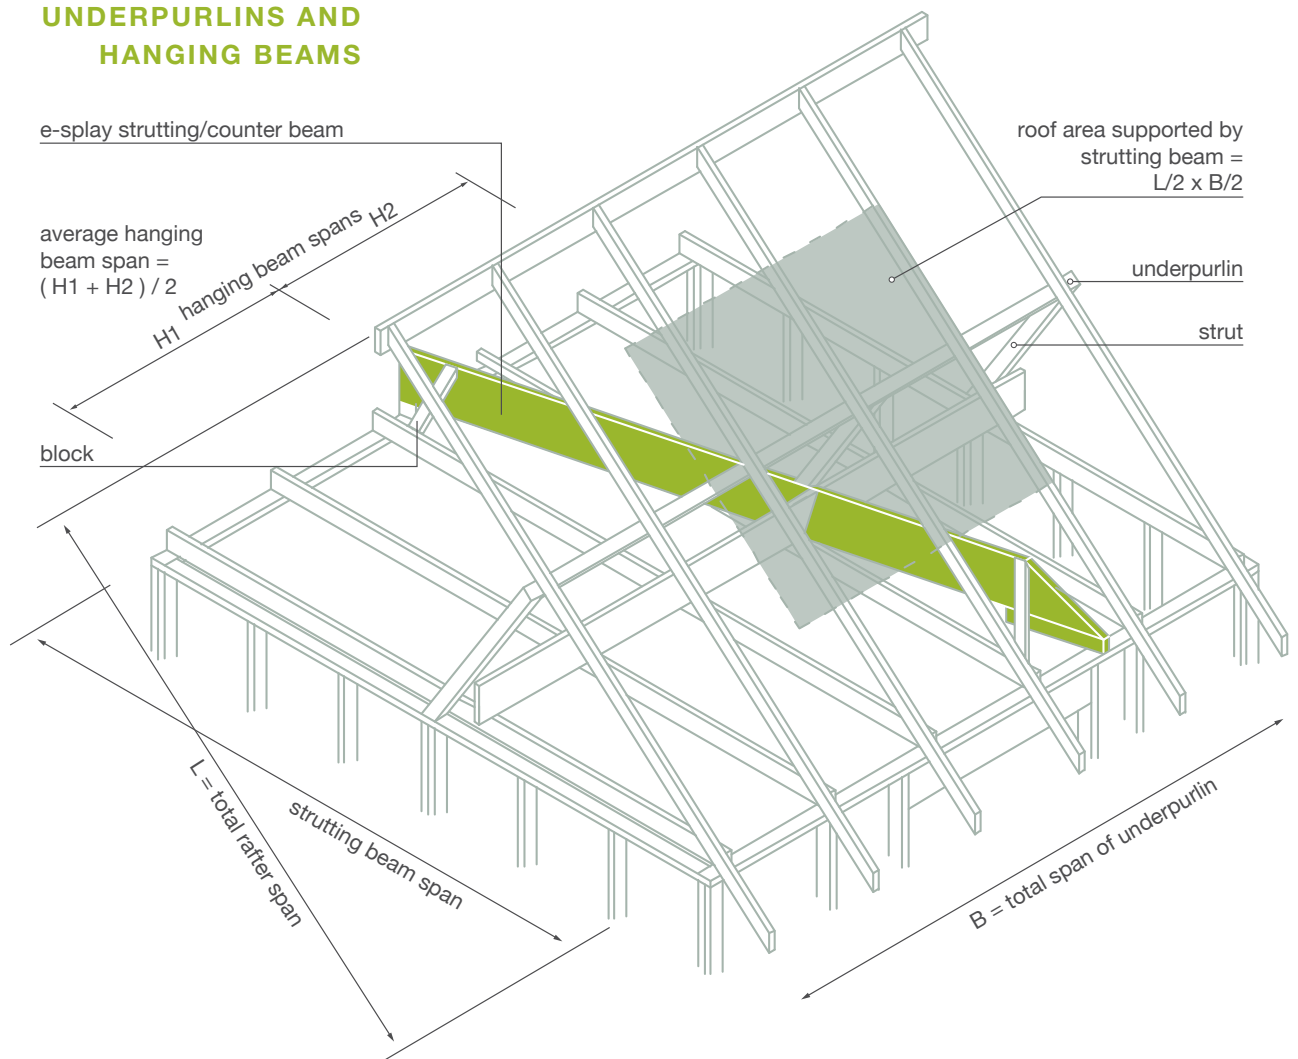 UNDERPURLINS AND
HANGING BEAMS
e-splay strutting/counter beam
roof area supported by
strutting beam =
L/2 x B/2
average hanging
beam span =
( H1 + H2 ) / 2
H1 hanging beam spans H2
underpurlin
strut
block
L = total rafter span
strutting beam span
B = total span of underpurlin